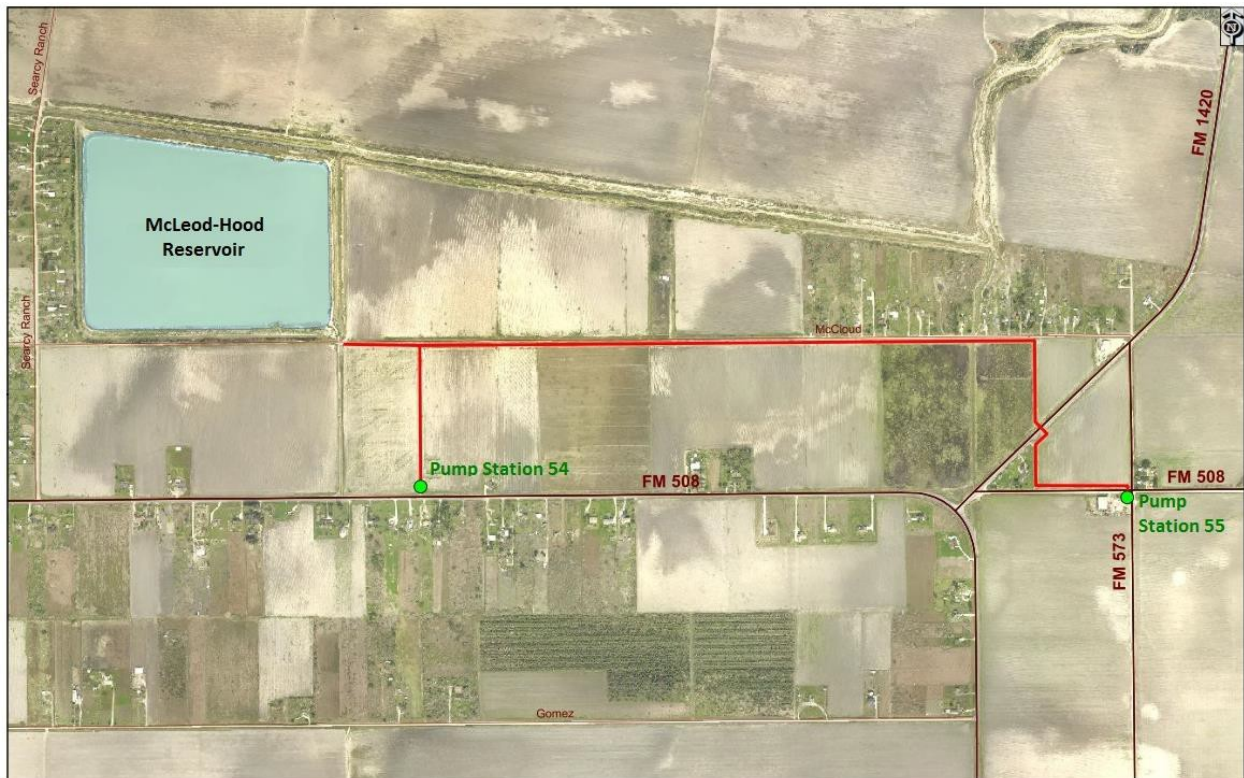 Searcy Ranch
FM 1420
McLeod-Hood
Reservoir
Searcy Ranch
McCloud
Pump Station 54
FM 508
FM 508
Pump
Station 55
FM 573
Gomez